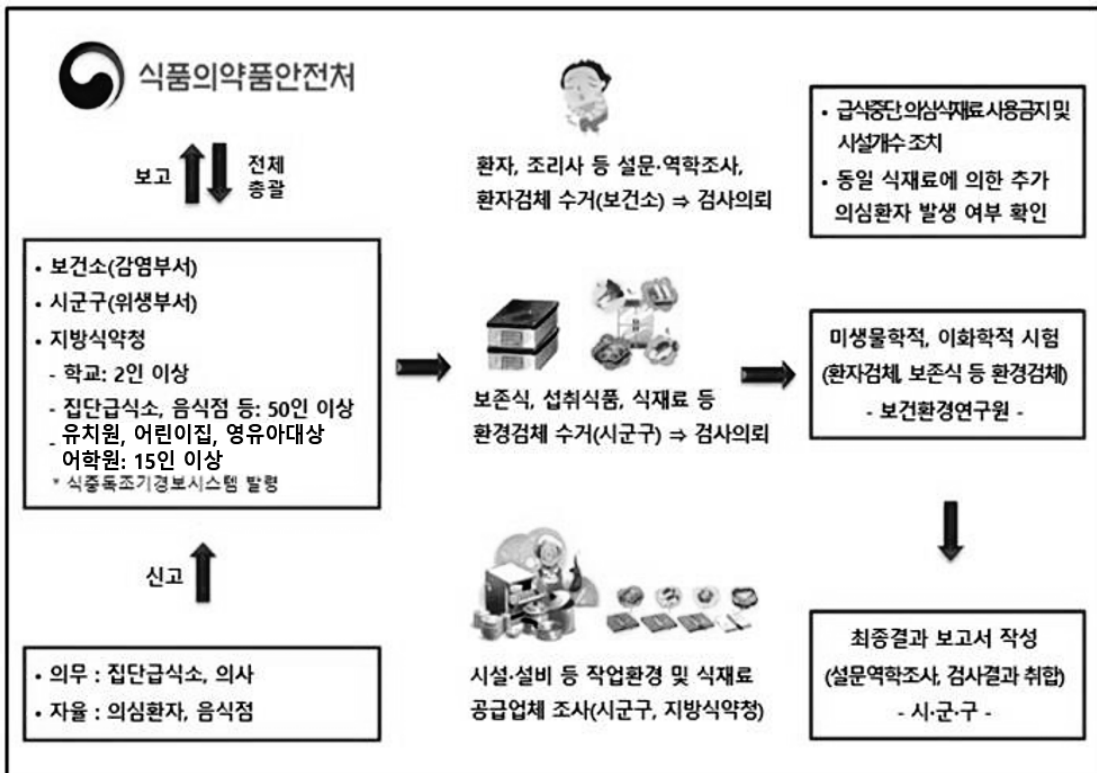 식품의약품안전처
보고
전체
총괄
• 보건소(감염부서)
• 시군구(위생부서)
• 지방식약청
- 학교: 2인 이상
- 집단급식소, 음식점 등: 50인 이상
- 유치원, 어린이집, 영유아대상
어학원: 15인 이상
* 식중독조기경보시스템 발령
신고
• 의무 : 집단급식소, 의사
• 자율 : 의심환자, 음식점
환자, 조리사 등 설문·역학조사,
환자검체 수거(보건소) ⇒ 검사의뢰
보존식, 섭취식품, 식재료 등
환경검체 수거(시군구) ⇒ 검사의뢰
시설·설비 등 작업환경 및 식재료
공급업체 조사(시군구, 지방식약청)
• 급식중단, 의심식재료 사용금지 및
시설개수 조치
• 동일 식재료에 의한 추가
의심환자 발생 여부 확인
미생물학적, 이화학적 시험
(환자검체, 보존식 등 환경검체)
- 보건환경연구원 -
최종결과 보고서 작성
(설문역학조사, 검사결과 취합)
- 시·군·구 -